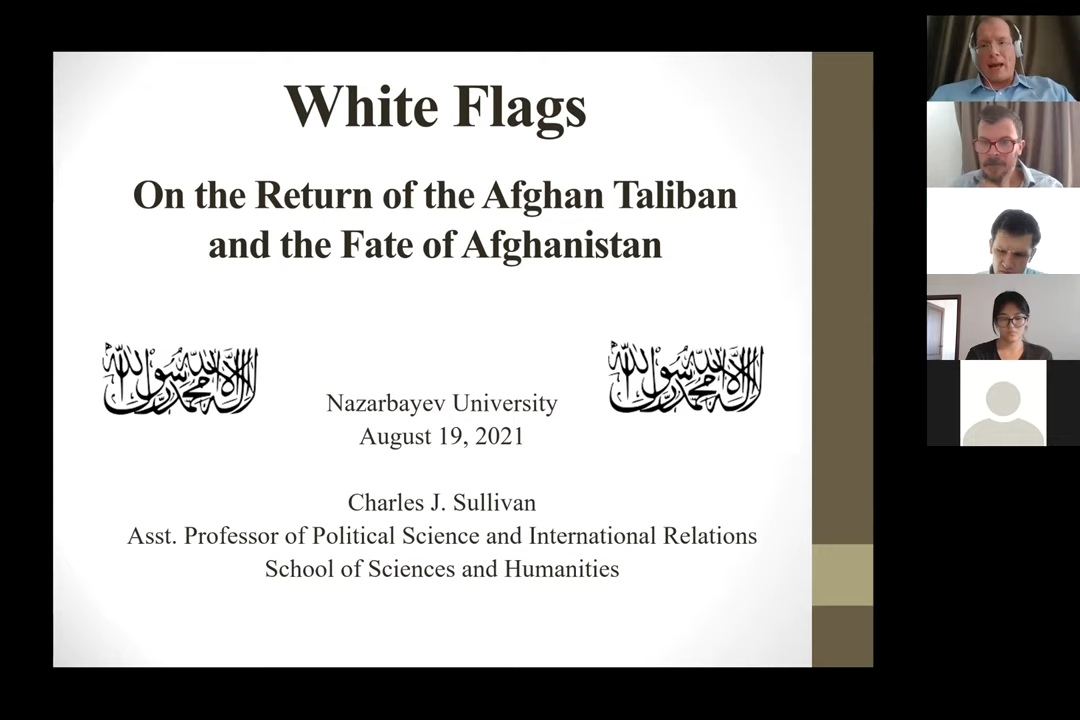 White Flags
On the Return of the Afghan Taliban
and the Fate of Afghanistan
لا إله إلا الله محمد رسول الله
لا إله إلا الله محمد رسول الله
Nazarbayev University
August 19, 2021
Charles J. Sullivan
Asst. Professor of Political Science and International Relations
School of Sciences and Humanities